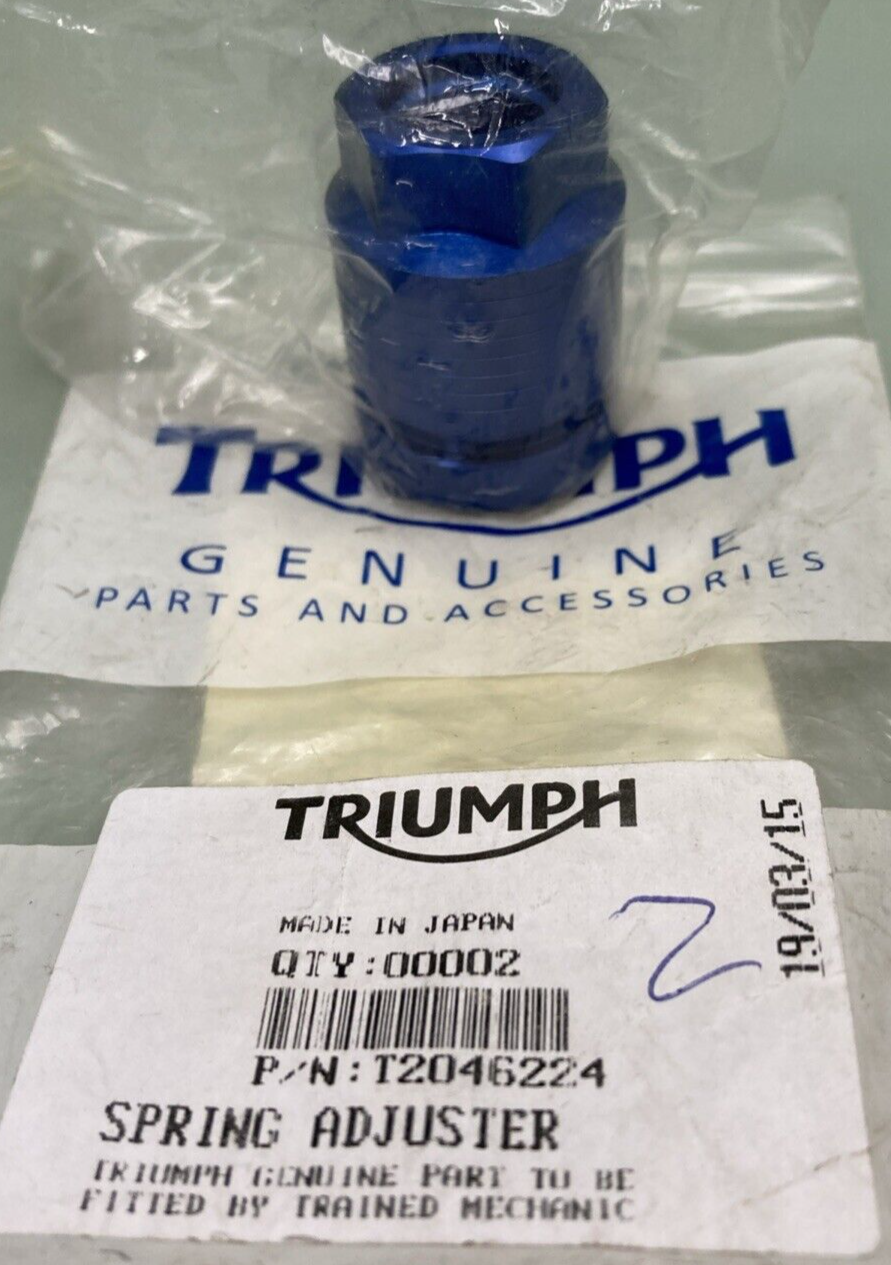 TRIUMPH
GENUINE
PARTS AND ACCESSORIES
TRIUMPH
19/03/15
MADE IN JAPAN
2
QTY:00002
P/N:T2046224
SPRING ADJUSTER
TRIUMPH GENUINE PART TO BE
FITTED BY TRAINED MECHANIC